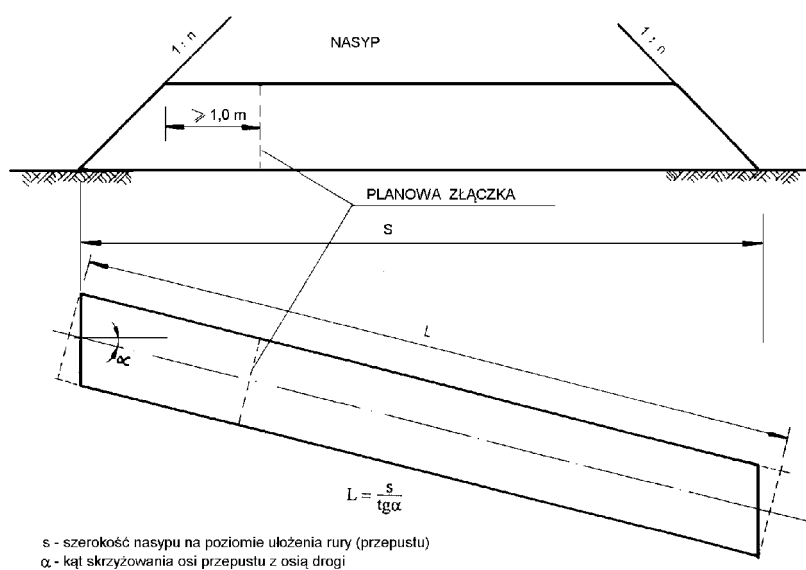 1 : n
NASYP
1 : n
⩾ 1,0 m
PLANOWA ZŁĄCZKA
S
L
α
L = s / tgα
s - szerokość nasypu na poziomie ułożenia rury (przepustu)
α - kąt skrzyżowania osi przepustu z osią drogi